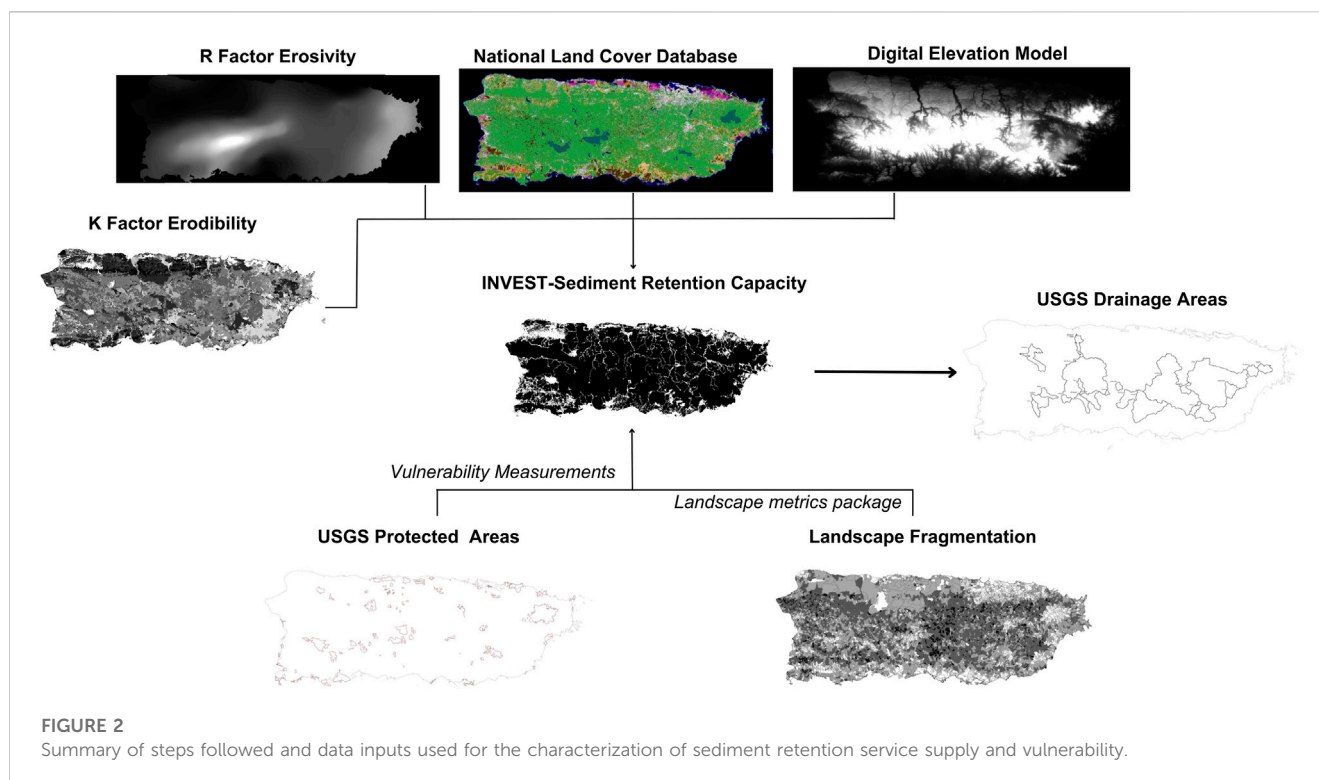 R Factor Erosivity
National Land Cover Database
Digital Elevation Model
K Factor Erodibility
INVEST-Sediment Retention Capacity
USGS Drainage Areas
Vulnerability Measurements
Landscape metrics package
USGS Protected Areas
Landscape Fragmentation
FIGURE 2
Summary of steps followed and data inputs used for the characterization of sediment retention service supply and vulnerability.